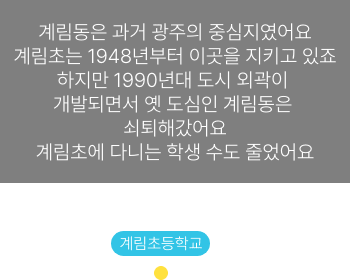 계림동은 과거 광주의 중심지였어요
계림초는 1948년부터 이곳을 지키고 있죠
하지만 1990년대 도시 외곽이
개발되면서 옛 도심인 계림동은
쇠퇴해갔어요
계림초에 다니는 학생 수도 줄었어요
계림초등학교